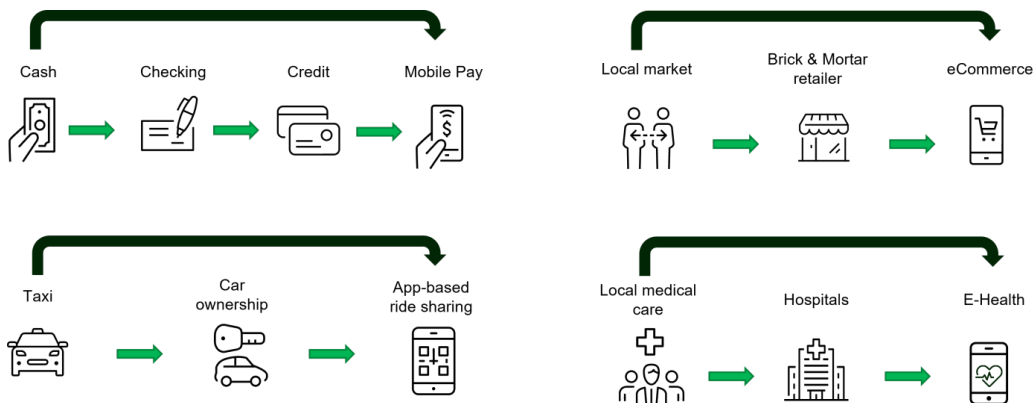 Cash
Checking
Credit
Mobile Pay
$
Local market
Brick & Mortar
retailer
eCommerce
Taxi
Car
ownership
App-based
ride sharing
Local medical
care
Hospitals
E-Health